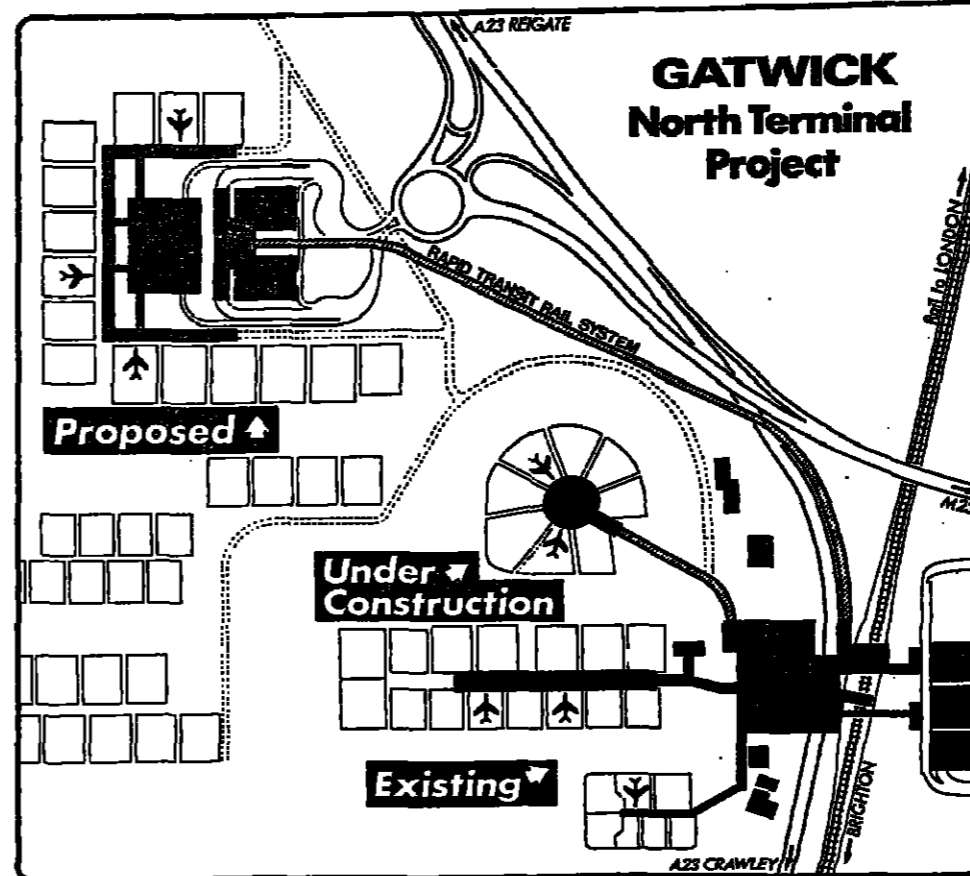 A23 REIGATE
GATWICK
North Terminal
Project
Rail to LONDON
RAPID TRANSIT RAIL SYSTEM
Proposed
M23
Under
Construction
Existing
BRIGHTON
A23 CRAWLEY